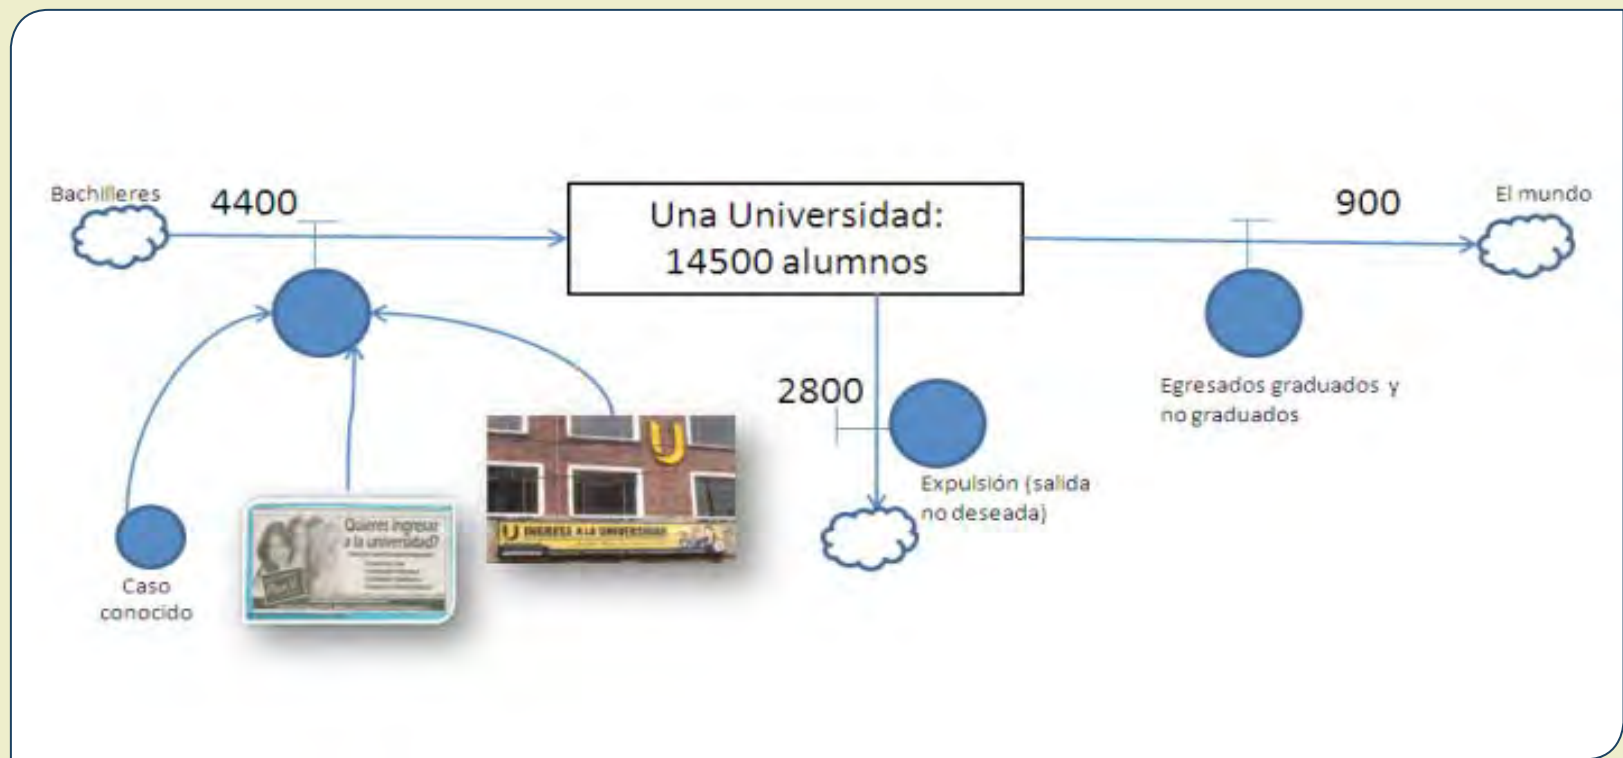 Bachilleres
4400
Una Universidad:
14500 alumnos
900
El mundo
2800
Egresados graduados y
no graduados
Expulsión (salida
no deseada)
Caso
conocido
Quieres ingresar
a la universidad?
U
U INGRESE A LA UNIVERSIDAD